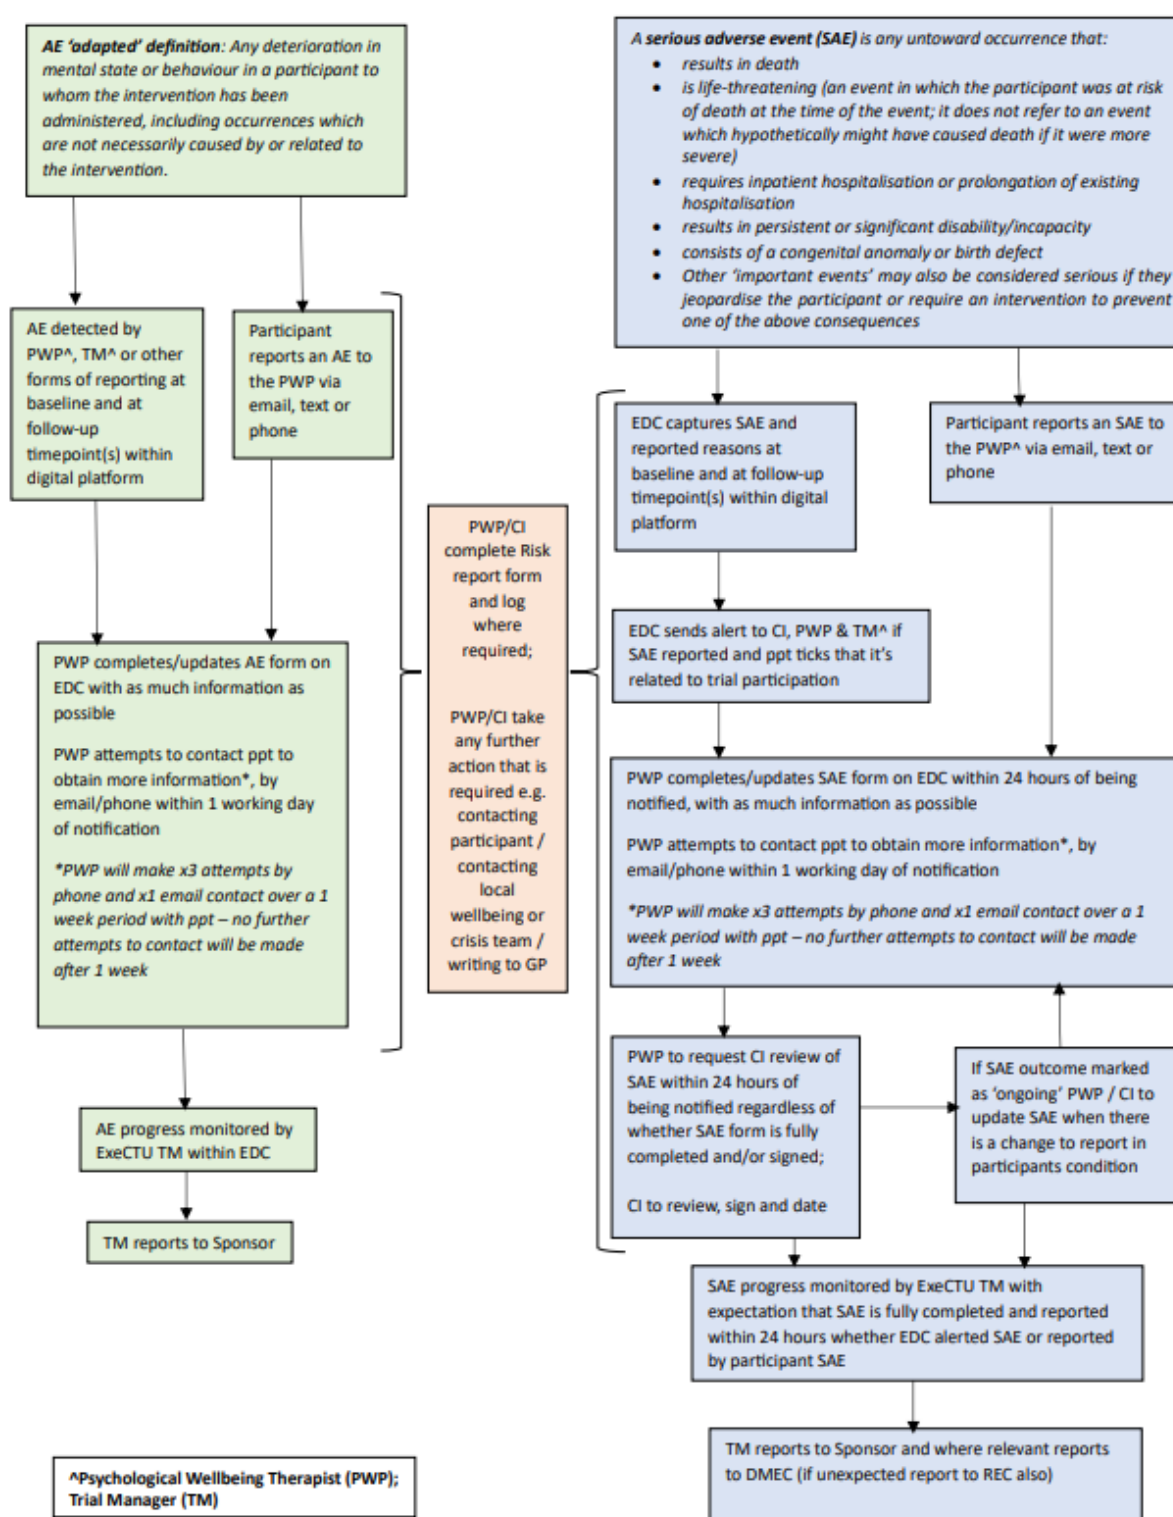 AE ‘adapted’ definition: Any deterioration in
mental state or behaviour in a participant to
whom the intervention has been
administered, including occurrences which
are not necessarily caused by or related to
the intervention.
AE detected by
PWP^, TM^ or other
forms of reporting at
baseline and at
follow-up
timepoint(s) within
digital platform
Participant
reports an AE to
the PWP via
email, text or
phone
PWP completes/updates AE form on
EDC with as much information as
possible
PWP attempts to contact ppt to
obtain more information*, by
email/phone within 1 working day
of notification
*PWP will make x3 attempts by
phone and x1 email contact over a 1
week period with ppt – no further
attempts to contact will be made
after 1 week
AE progress monitored by
ExeCTU TM within EDC
TM reports to Sponsor
PWP/CI
complete Risk
report form
and log
where
required;
PWP/CI take
any further
action that is
required e.g.
contacting
participant /
contacting
local
wellbeing or
crisis team /
writing to GP
A serious adverse event (SAE) is any untoward occurrence that:
• results in death
• is life-threatening (an event in which the participant was at risk
of death at the time of the event; it does not refer to an event
which hypothetically might have caused death if it were more
severe)
• requires inpatient hospitalisation or prolongation of existing
hospitalisation
• results in persistent or significant disability/incapacity
• consists of a congenital anomaly or birth defect
• Other ‘important events’ may also be considered serious if they
jeopardise the participant or require an intervention to prevent
one of the above consequences
EDC captures SAE and
reported reasons at
baseline and at follow-up
timepoint(s) within digital
platform
Participant reports an SAE to
the PWP^ via email, text or
phone
EDC sends alert to CI, PWP & TM^ if
SAE reported and ppt ticks that it’s
related to trial participation
PWP completes/updates SAE form on EDC within 24 hours of being
notified, with as much information as possible
PWP attempts to contact ppt to obtain more information*, by
email/phone within 1 working day of notification
*PWP will make x3 attempts by phone and x1 email contact over a 1
week period with ppt – no further attempts to contact will be made
after 1 week
PWP to request CI review of
SAE within 24 hours of
being notified regardless of
whether SAE form is fully
completed and/or signed;
CI to review, sign and date
If SAE outcome marked
as ‘ongoing’ PWP / CI to
update SAE when there
is a change to report in
participants condition
SAE progress monitored by ExeCTU TM with
expectation that SAE is fully completed and reported
within 24 hours whether EDC alerted SAE or reported
by participant SAE
TM reports to Sponsor and where relevant reports
to DMEC (if unexpected report to REC also)
^Psychological Wellbeing Therapist (PWP);
Trial Manager (TM)